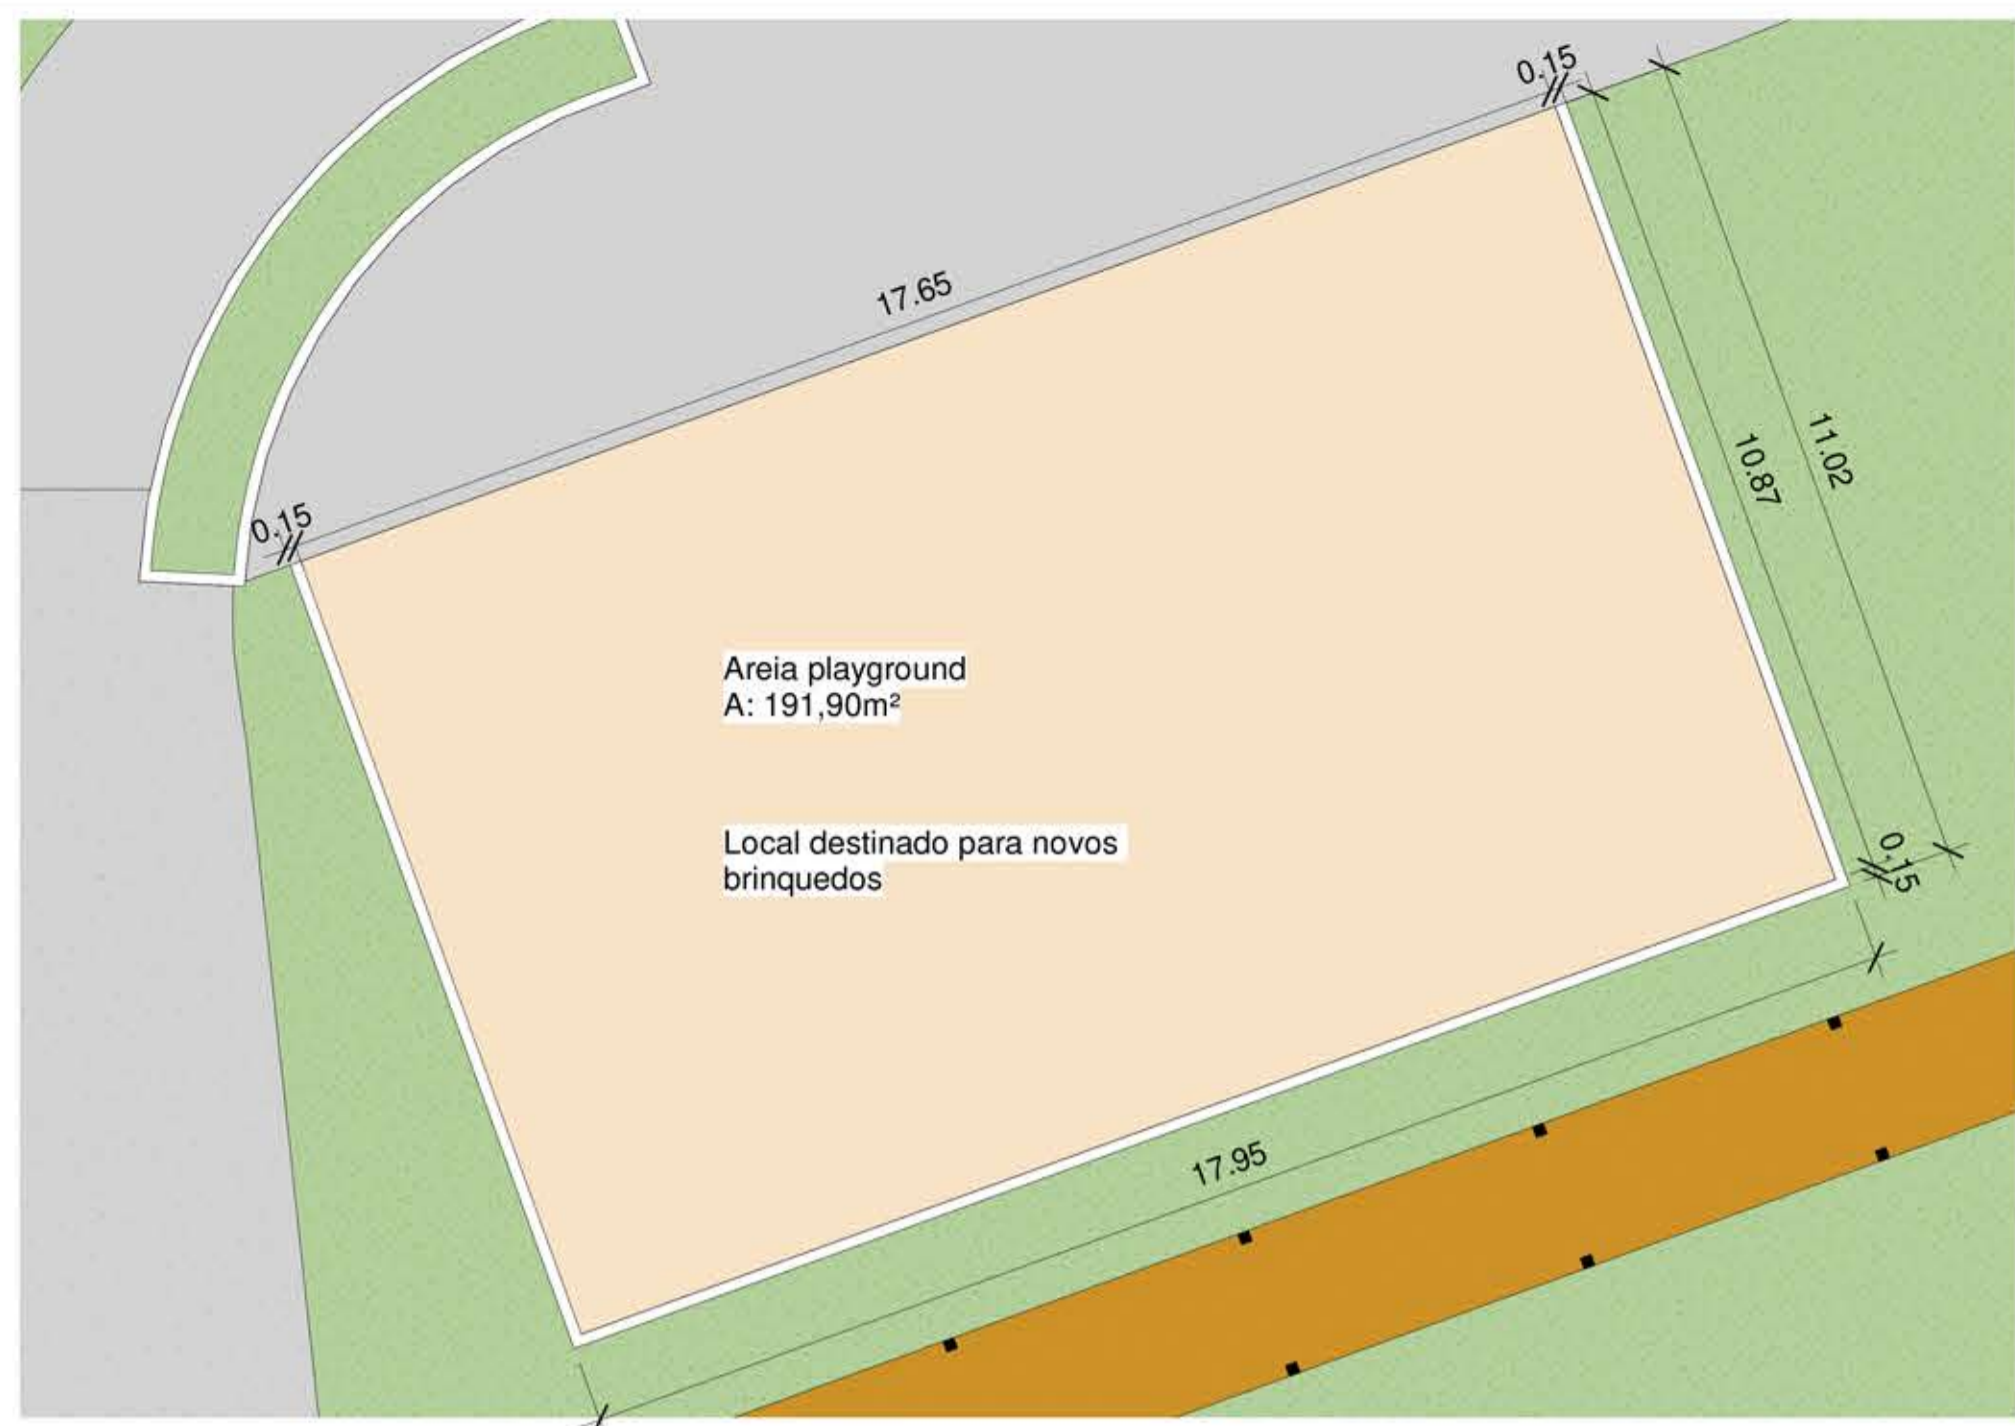 0.15
17.65
10.87
11.02
0.15
Areia playground
A: 191,90m²
Local destinado para novos
brinquedos
0.15
17.95